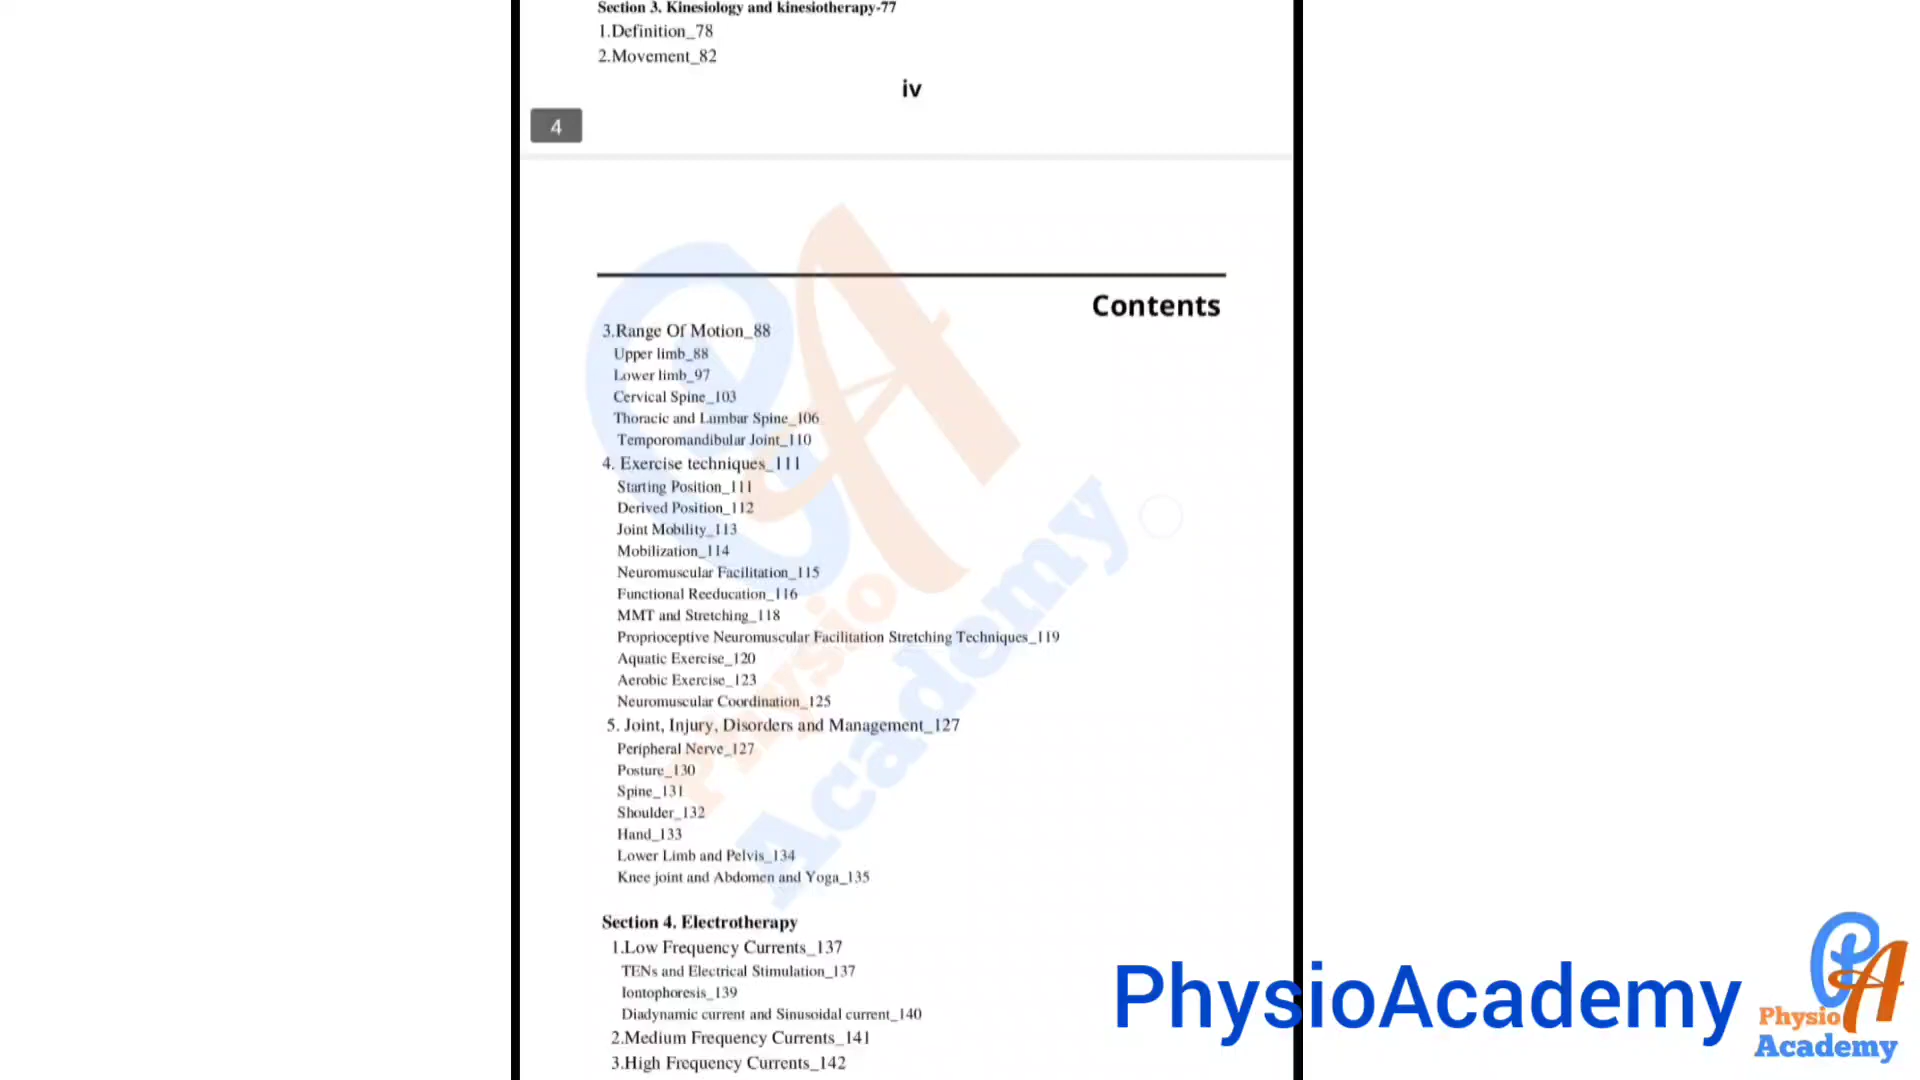 Section 3. Kinesiology and kinesiotherapy-77
1.Definition_78
2.Movement_82
iv
4
Contents
3.Range Of Motion_88
Upper limb_88
Lower limb_97
Cervical Spine_103
Thoracic and Lumbar Spine_106
Temporomandibular Joint_110
4. Exercise techniques_111
Starting Position_111
Derived Position_112
Joint Mobility_113
Mobilization_114
Neuromuscular Facilitation_115
Functional Reeducation_116
MMT and Stretching_118
Proprioceptive Neuromuscular Facilitation Stretching Techniques_119
Aquatic Exercise_120
Aerobic Exercise_123
Neuromuscular Coordination_125
5. Joint, Injury, Disorders and Management_127
Peripheral Nerve_127
Posture_130
Spine_131
Shoulder_132
Hand_133
Lower Limb and Pelvis_134
Knee joint and Abdomen and Yoga_135
Section 4. Electrotherapy
1.Low Frequency Currents_137
TENs and Electrical Stimulation_137
Iontophoresis_139
Diadynamic current and Sinusoidal current_140
2.Medium Frequency Currents_141
3.High Frequency Currents_142
Physio
Academy
PhysioAcademy
Physio
Academy